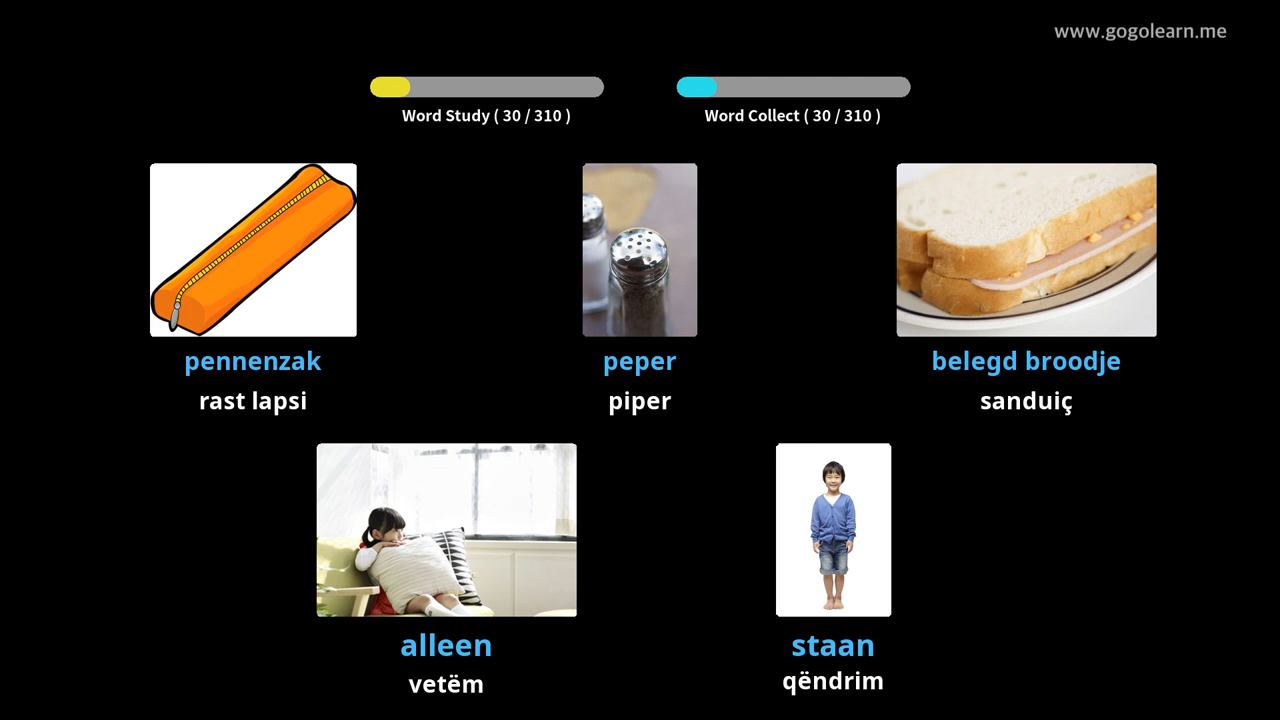 www.gogolearn.me
Word Study ( 30 / 310 )
Word Collect ( 30 / 310 )
pennenzak
rast lapsi
peper
piper
belegd broodje
sanduiç
alleen
vetëm
staan
qëndrim